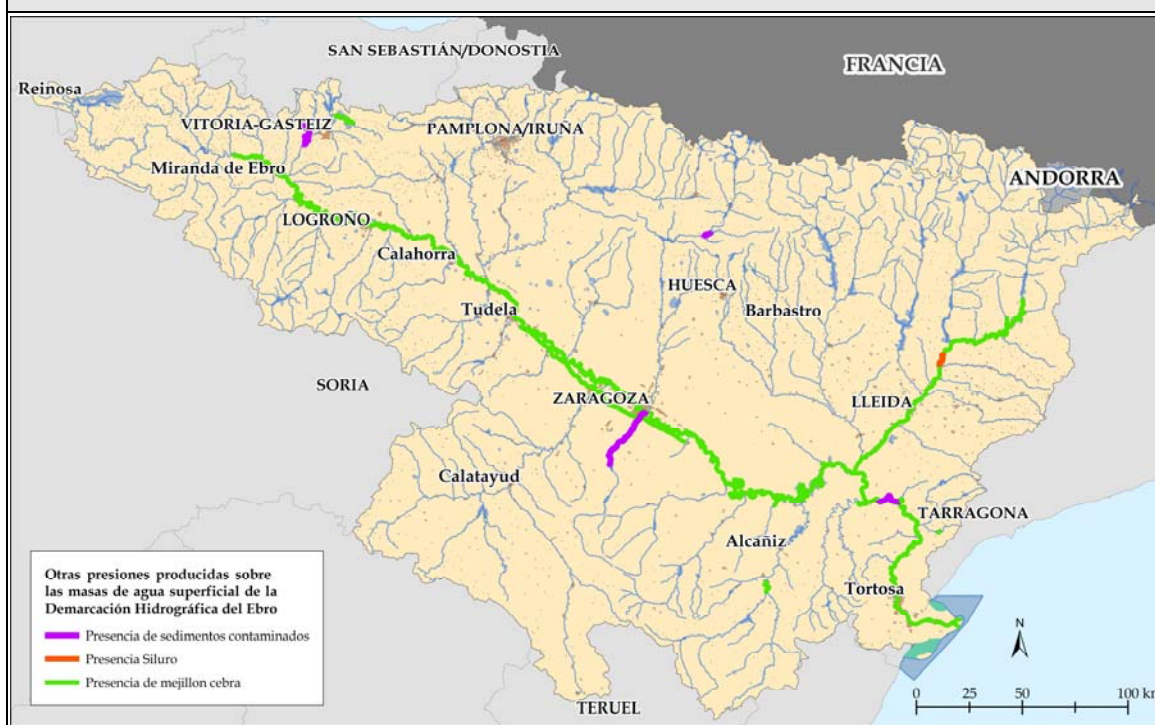 SAN SEBASTIÁN/DONOSTIA
FRANCIA
Reinosa
VITORIA-GASTEIZ
PAMPLONA/IRUÑA
Miranda de Ebro
ANDORRA
LOGROÑO
Calahorra
HUESCA
Barbastro
Tudela
SORIA
ZARAGOZA
LLEIDA
Calatayud
TARRAGONA
Alcañiz
Tortosa
TERUEL
Otras presiones producidas sobre
las masas de agua superficial de la
Demarcación Hidrográfica del Ebro
Presencia de sedimentos contaminados
Presencia Siluro
Presencia de mejillon cebra
N
0 25 50 100 km